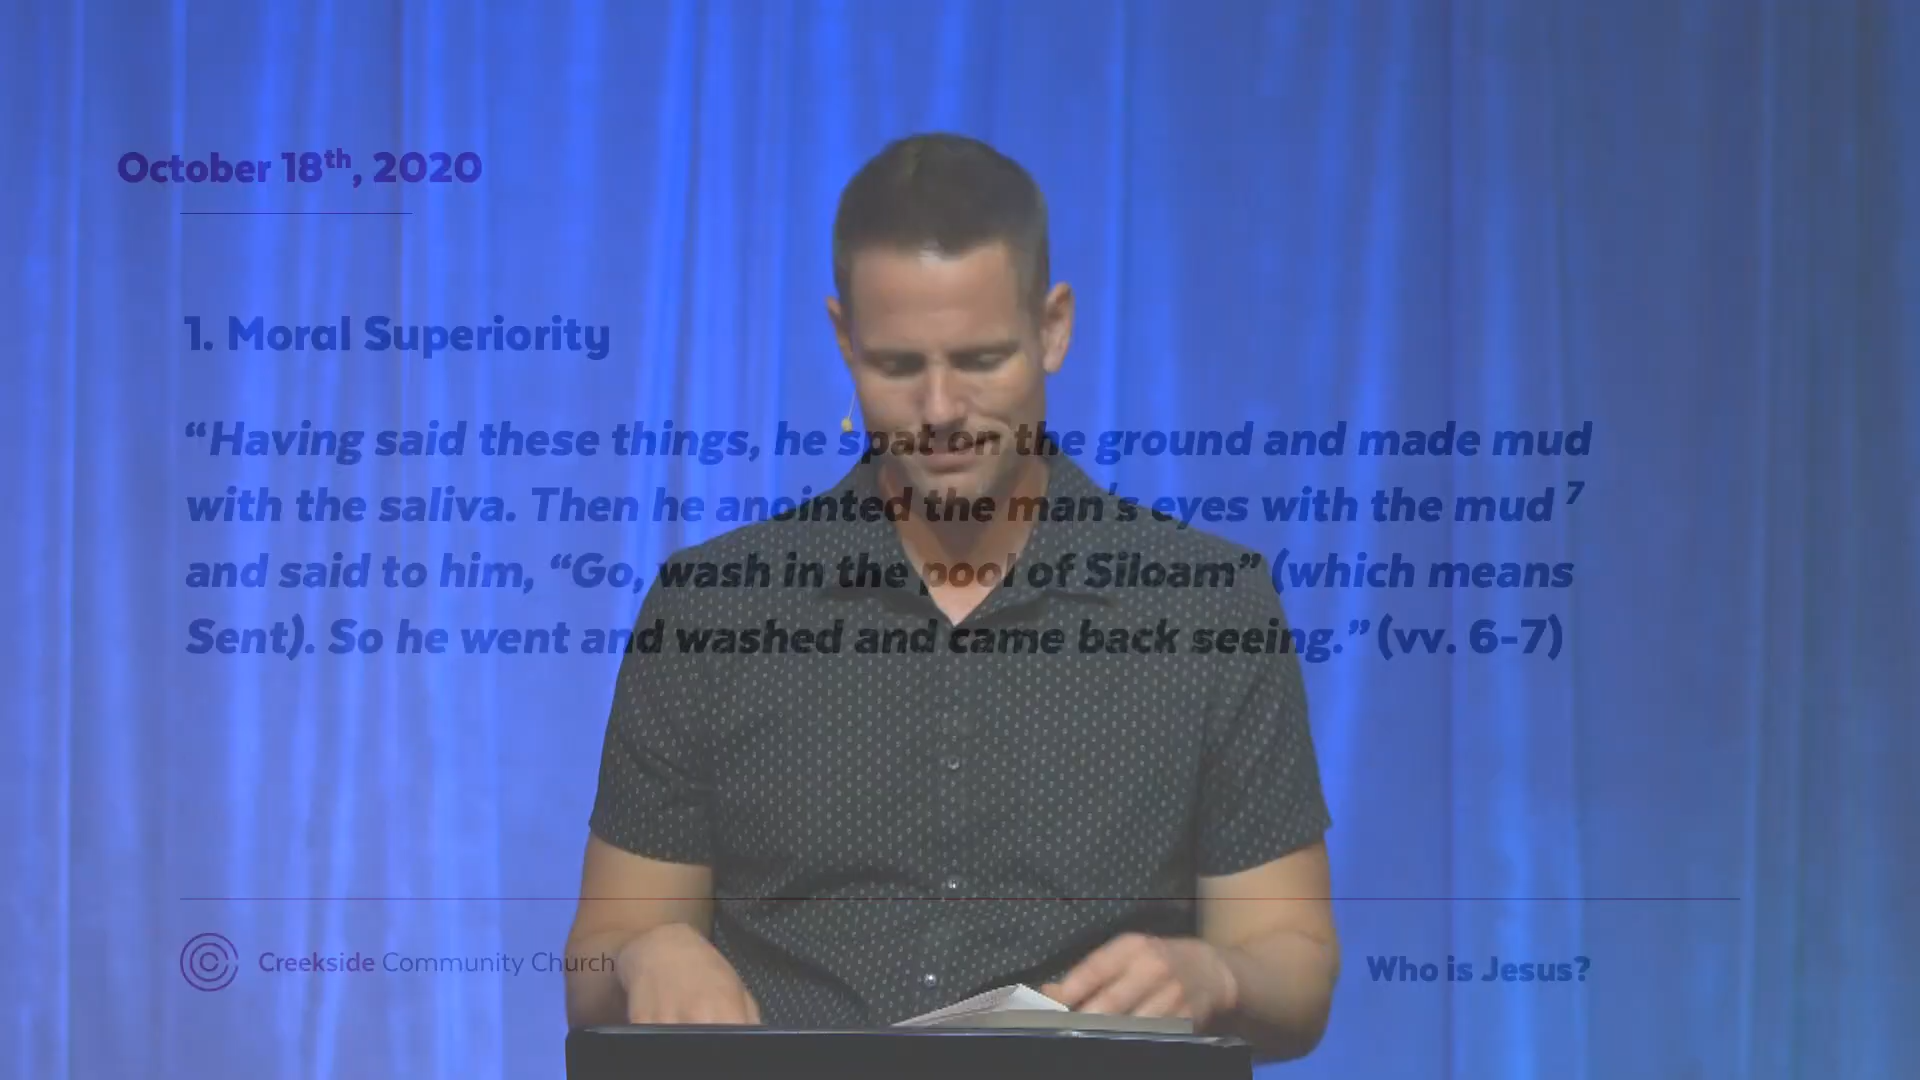 October 18th, 2020
1. Moral Superiority
“Having said these things, he spat on the ground and made mud
with the saliva. Then he anointed the man's eyes with the mud 7
and said to him, “Go, wash in the pool of Siloam” (which means
Sent). So he went and washed and came back seeing.” (vv. 6-7)
Creekside Community Church
Who is Jesus?